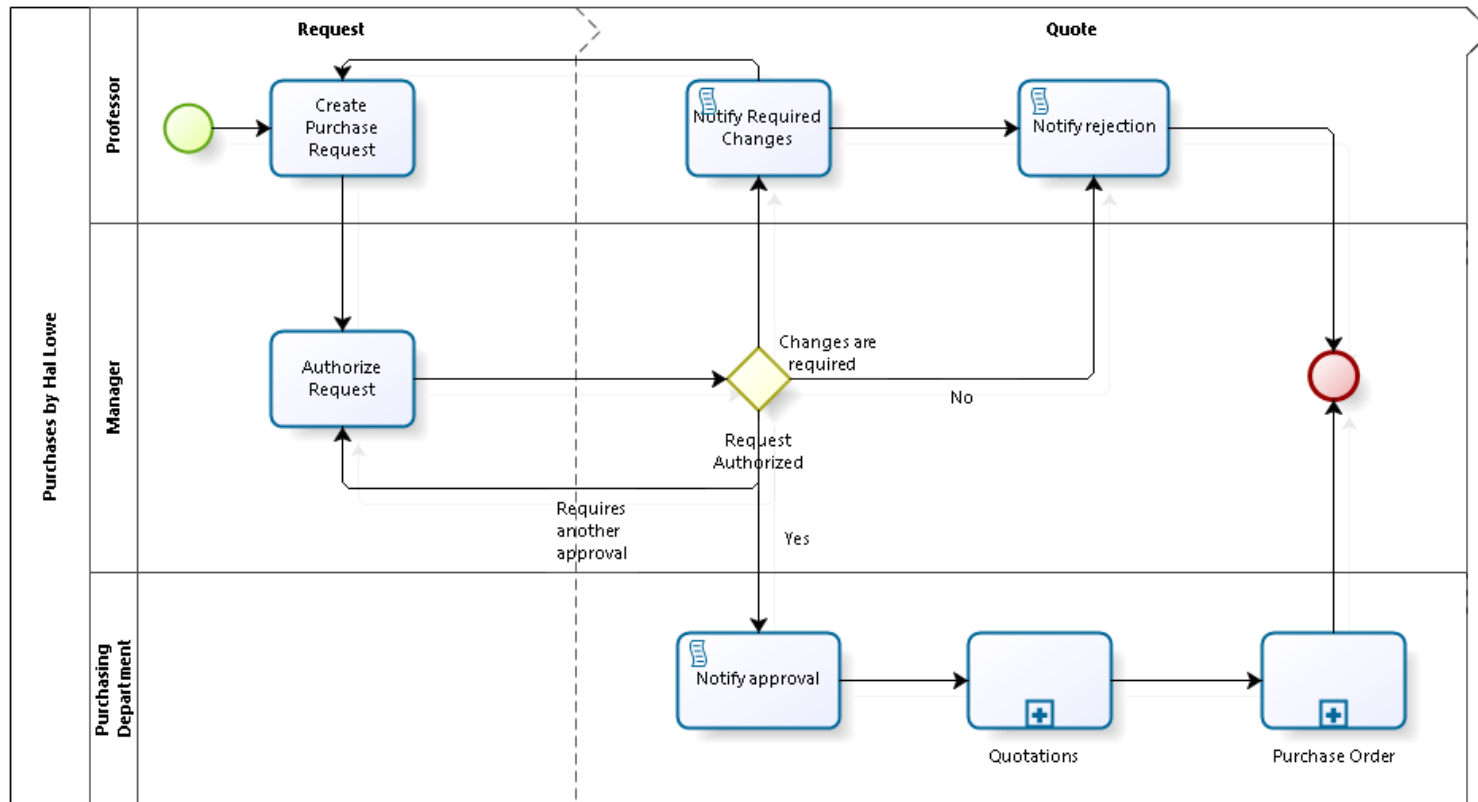 Request
Quote
Purchases by Hal Lowe
Professor
Create
Purchase
Request
Notify Required
Changes
Notify rejection
Manager
Authorize
Request
Changes are
required
No
Request
Authorized
Requires
another
approval
Yes
Purchasing
Department
Notify approval
Quotations
Purchase Order